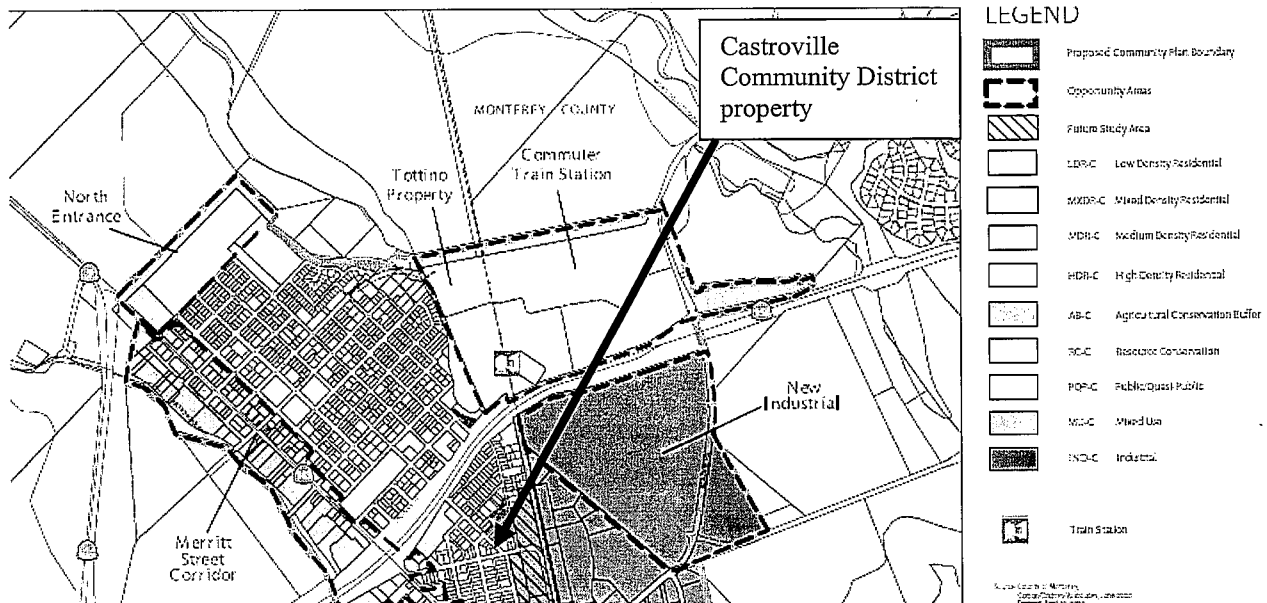 Castroville
Community District
property
MONTEREY COUNTY
Commuter
Train Station
Tottino
Property
North
Entrance
New
Industrial
Merritt
Street
Corridor
LEGEND
Proposed Community Plan Boundary
Opportunity Areas
Future Study Area
LDR-C Low Density Residential
MXDR-C Mixed Density Residential
MDR-C Medium Density Residential
HDR-C High Density Residential
AB-C Agricultural Conservation Buffer
RC-C Resource Conservation
PQP-C Public/Quasi-Public
MU-C Mixed Use
IND-C Industrial
Train Station